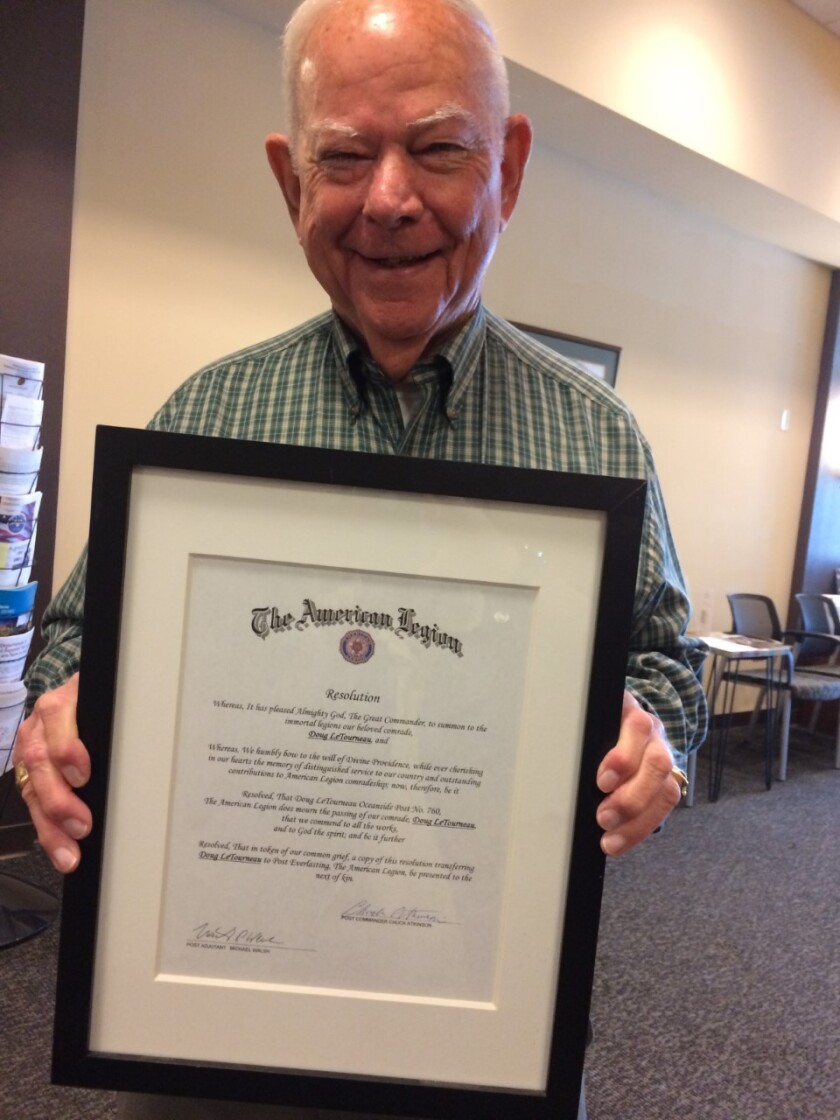 The American Legion
Resolution
Whereas, It has pleased Almighty God, The Great Commander, to summon to the
immortal legions our beloved comrade,
Doug LeTourneau, and
Whereas, We humbly bow to the will of Divine Providence, while ever cherishing
in our hearts the memory of distinguished service to our country and outstanding
contributions to American Legion comradeship; now, therefore, be it
Resolved, That Doug LeTourneau Oceanside Post No. 760,
The American Legion does mourn the passing of our comrade, Doug LeTourneau,
that we commend to all the works,
and to God the spirit; and be it further
Resolved, That in token of our common grief, a copy of this resolution transferring
Doug LeTourneau to Post Everlasting, The American Legion, be presented to the
next of kin.
POST COMMANDER CHUCK JOHNSON
POST ADJUTANT MICHAEL WALSH